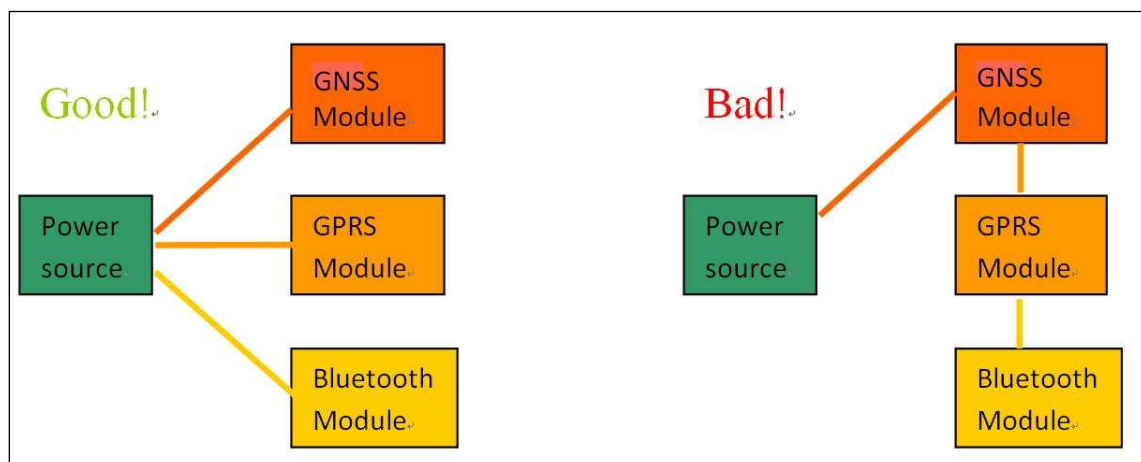 Good!
GNSS
Module
Power
source
GPRS
Module
Bluetooth
Module
Bad!
GNSS
Module
Power
source
GPRS
Module
Bluetooth
Module